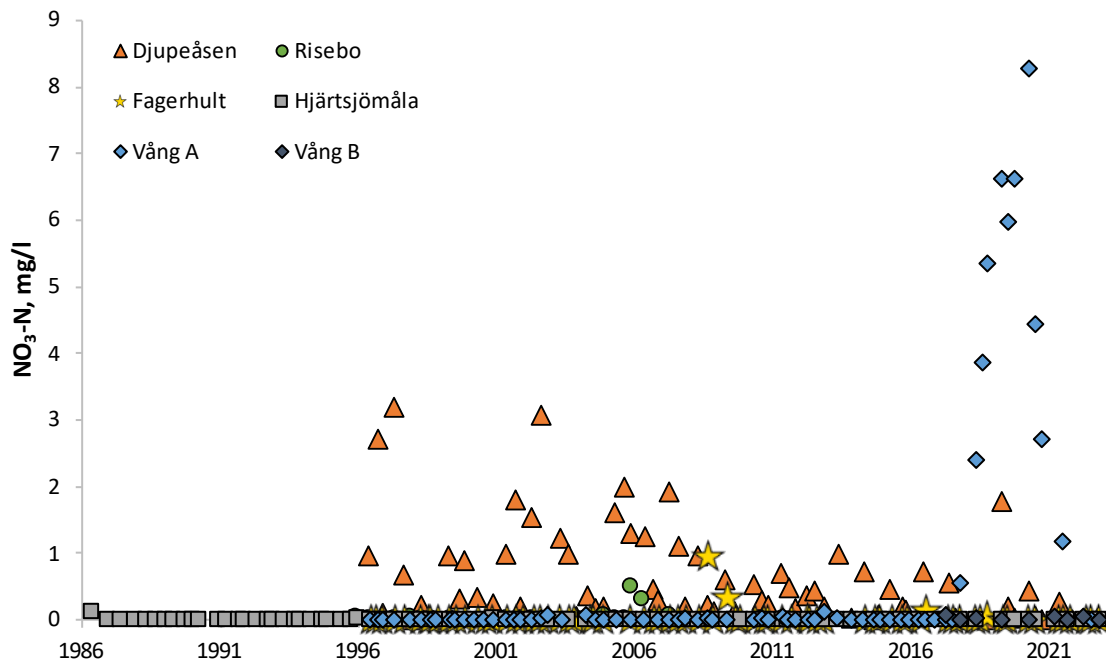 9
8
7
6
5
4
3
2
1
0
NO₃-N, mg/l
Djupeåsen Risebo
Fagerhult Hjärtsjömåla
Vång A Vång B
1986 1991 1996 2001 2006 2011 2016 2021